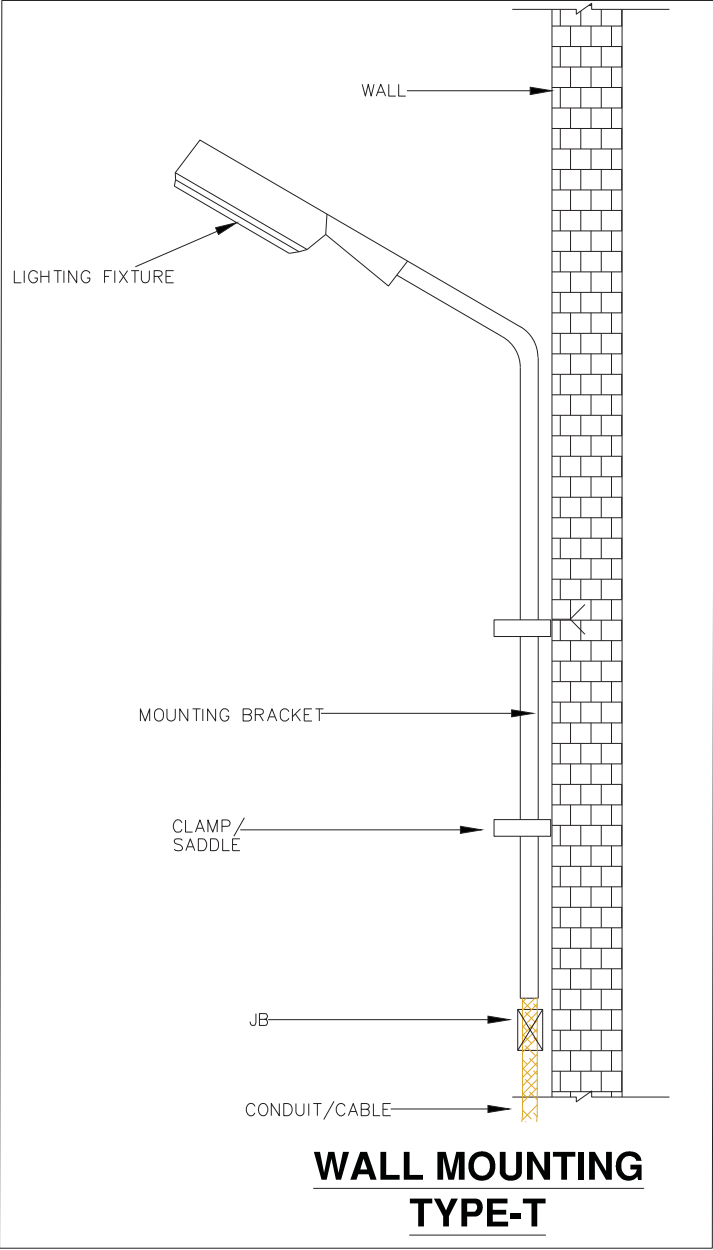 WALL
LIGHTING FIXTURE
MOUNTING BRACKET
CLAMP/
SADDLE
JB
CONDUIT/CABLE
WALL MOUNTING
TYPE-T